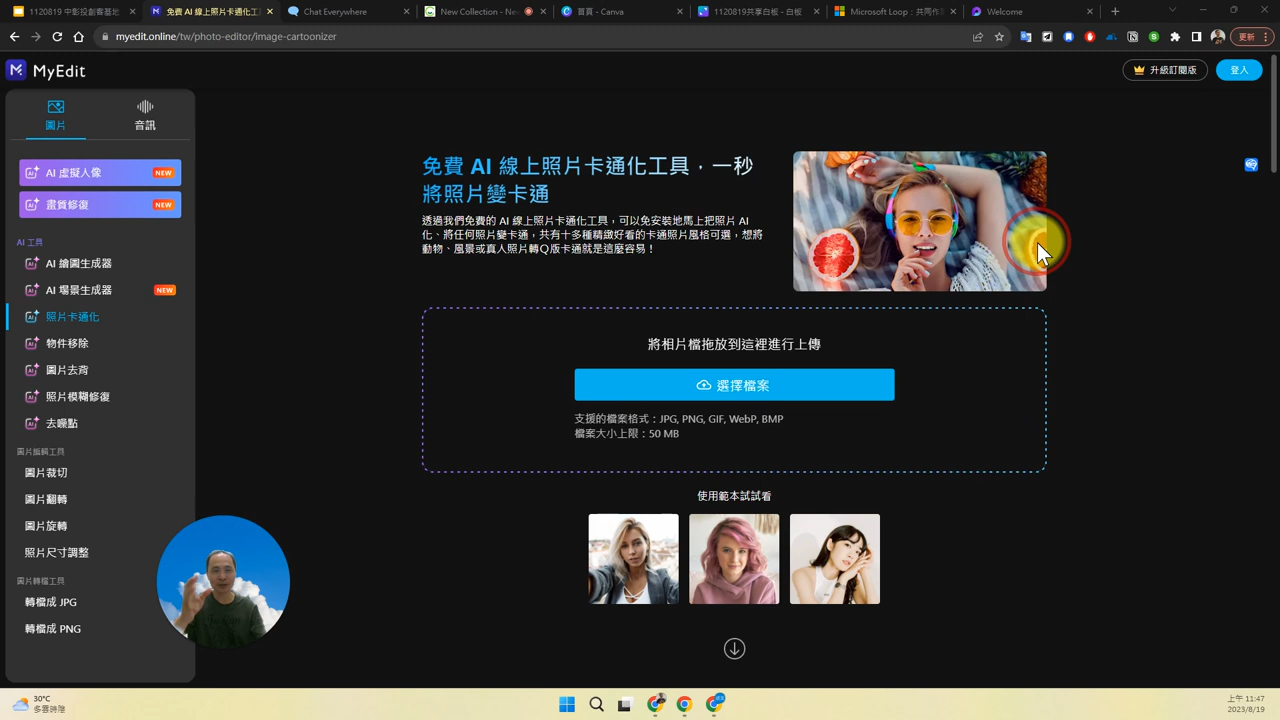 1120819 中彰投創客基地
免費 AI 線上照片卡通化工
Chat Everywhere
New Collection - Ne
首頁 - Canva
1120819共享白板 - 白板
Microsoft Loop：共同作
Welcome
myedit.online/tw/photo-editor/image-cartoonizer
更新
MyEdit
升級訂閱版
登入
圖片
音訊
AI 虛擬人像
NEW
畫質修復
NEW
AI 工具
AI 繪圖生成器
AI 場景生成器
NEW
照片卡通化
物件移除
圖片去背
照片模糊修復
去噪點
圖片編輯工具
圖片裁切
圖片翻轉
圖片旋轉
照片尺寸調整
圖片轉檔工具
轉檔成 JPG
轉檔成 PNG
免費 AI 線上照片卡通化工具，一秒
將照片變卡通
透過我們免費的 AI 線上照片卡通化工具，可以免安裝地馬上把照片 AI
化、將任何照片變卡通，共有十多種精緻好看的卡通照片風格可選，想將
動物、風景或真人照片轉Ｑ版卡通就是這麼容易！
將相片檔拖放到這裡進行上傳
選擇檔案
支援的檔案格式：JPG, PNG, GIF, WebP, BMP
檔案大小上限：50 MB
使用範本試試看
30°C
多雲時陰
上午 11:47
2023/8/19